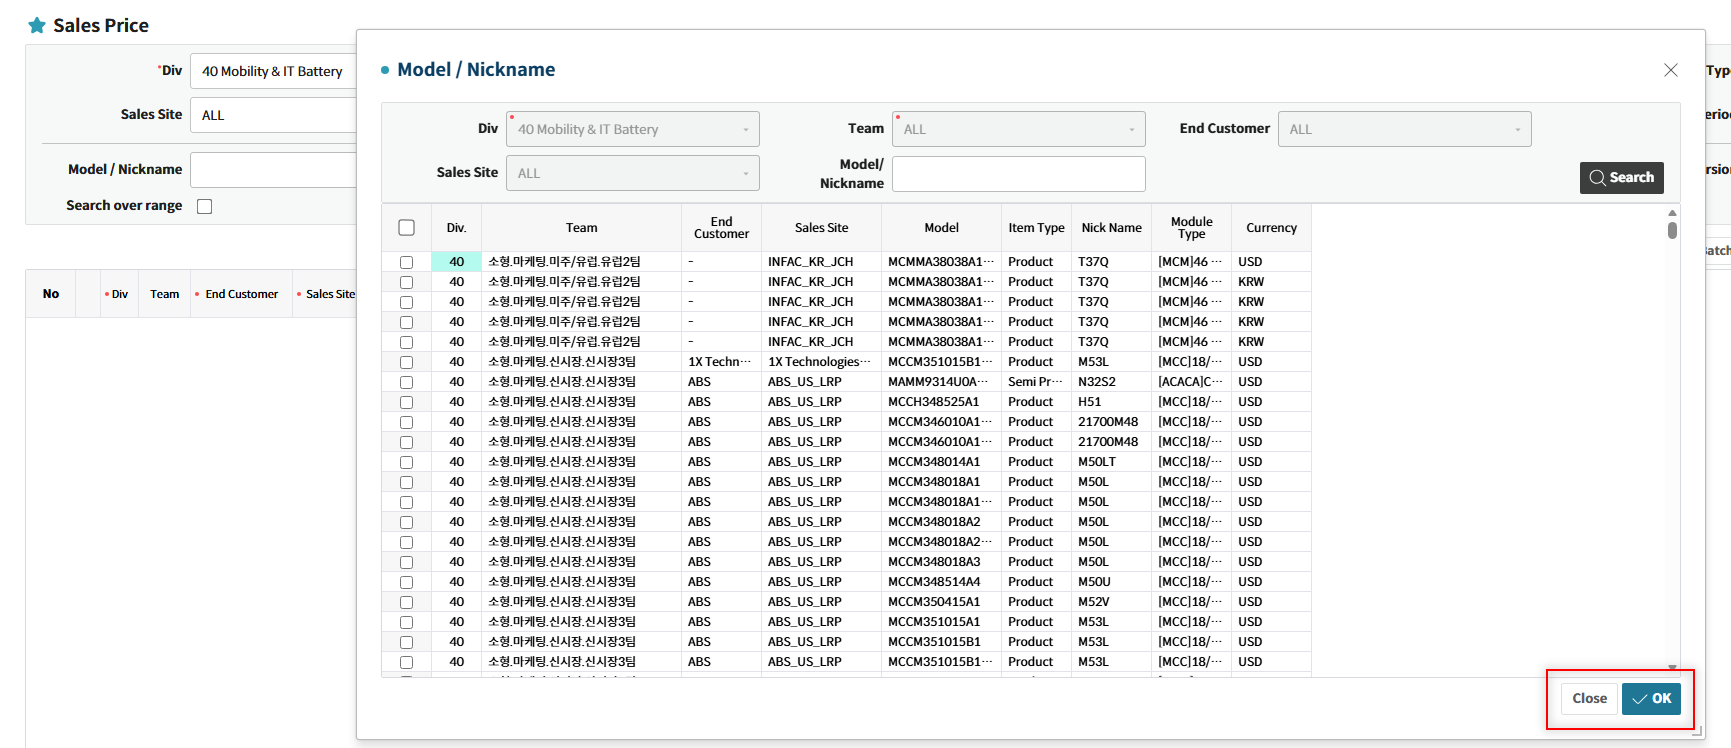 Sales Price
*Div 40 Mobility & IT Battery
Sales Site ALL
Model / Nickname
Search over range
No Div Team End Customer Sales Site
Model / Nickname
Div 40 Mobility & IT Battery Team ALL End Customer ALL
Sales Site ALL Model/ Nickname
Search
Div. Team End Customer Sales Site Model Item Type Nick Name Module Type Currency
40 소형.마케팅.미주/유럽.유럽2팀 - INFAC_KR_JCH MCMMA38038A1··· Product T37Q [MCM]46 ··· USD
40 소형.마케팅.미주/유럽.유럽2팀 - INFAC_KR_JCH MCMMA38038A1··· Product T37Q [MCM]46 ··· KRW
40 소형.마케팅.미주/유럽.유럽2팀 - INFAC_KR_JCH MCMMA38038A1··· Product T37Q [MCM]46 ··· KRW
40 소형.마케팅.미주/유럽.유럽2팀 - INFAC_KR_JCH MCMMA38038A1··· Product T37Q [MCM]46 ··· KRW
40 소형.마케팅.미주/유럽.유럽2팀 - INFAC_KR_JCH MCMMA38038A1··· Product T37Q [MCM]46 ··· KRW
40 소형.마케팅.신시장.신시장3팀 1X Techn··· 1X Technologies··· MCCM351015B1··· Product M53L [MCC]18/··· USD
40 소형.마케팅.신시장.신시장3팀 ABS ABS_US_LRP MAMM9314U0A··· Semi Pr··· N32S2 [ACACA]C··· USD
40 소형.마케팅.신시장.신시장3팀 ABS ABS_US_LRP MCCH348525A1 Product H51 [MCC]18/··· USD
40 소형.마케팅.신시장.신시장3팀 ABS ABS_US_LRP MCCM346010A1··· Product 21700M48 [MCC]18/··· USD
40 소형.마케팅.신시장.신시장3팀 ABS ABS_US_LRP MCCM346010A1··· Product 21700M48 [MCC]18/··· USD
40 소형.마케팅.신시장.신시장3팀 ABS ABS_US_LRP MCCM348014A1 Product M50LT [MCC]18/··· USD
40 소형.마케팅.신시장.신시장3팀 ABS ABS_US_LRP MCCM348018A1 Product M50L [MCC]18/··· USD
40 소형.마케팅.신시장.신시장3팀 ABS ABS_US_LRP MCCM348018A1··· Product M50L [MCC]18/··· USD
40 소형.마케팅.신시장.신시장3팀 ABS ABS_US_LRP MCCM348018A2 Product M50L [MCC]18/··· USD
40 소형.마케팅.신시장.신시장3팀 ABS ABS_US_LRP MCCM348018A2··· Product M50L [MCC]18/··· USD
40 소형.마케팅.신시장.신시장3팀 ABS ABS_US_LRP MCCM348018A3 Product M50L [MCC]18/··· USD
40 소형.마케팅.신시장.신시장3팀 ABS ABS_US_LRP MCCM348514A4 Product M50U [MCC]18/··· USD
40 소형.마케팅.신시장.신시장3팀 ABS ABS_US_LRP MCCM350415A1 Product M52V [MCC]18/··· USD
40 소형.마케팅.신시장.신시장3팀 ABS ABS_US_LRP MCCM351015A1 Product M53L [MCC]18/··· USD
40 소형.마케팅.신시장.신시장3팀 ABS ABS_US_LRP MCCM351015B1 Product M53L [MCC]18/··· USD
40 소형.마케팅.신시장.신시장3팀 ABS ABS_US_LRP MCCM351015B1··· Product M53L [MCC]18/··· USD
Close OK